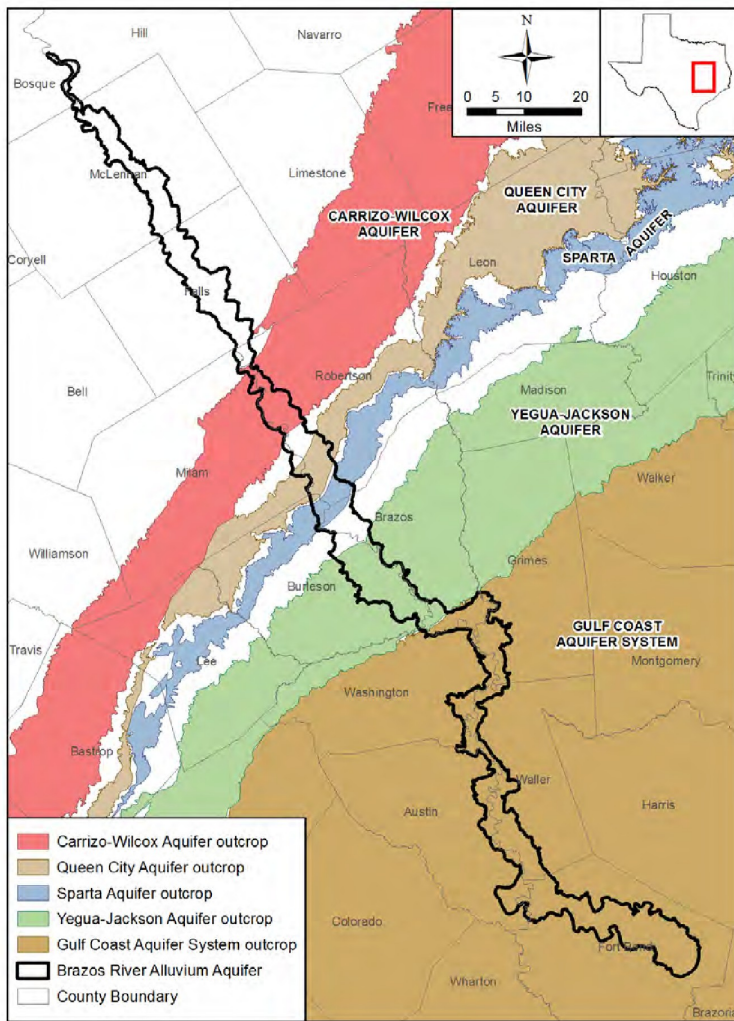 Hill
Navarro
N
Bosque
0 5 10 20
Miles
McLennan
Limestone
Free
QUEEN CITY
AQUIFER
CARRIZO-WILCOX
AQUIFER
SPARTA
AQUIFER
Coryell
Leon
Houston
Falls
Bell
Robertson
Madison
Trinity
YEGUA-JACKSON
AQUIFER
Milam
Walker
Brazos
Williamson
Grimes
Burleson
GULF COAST
AQUIFER SYSTEM
Travis
Lee
Montgomery
Washington
Bastrop
Waller
Austin
Harris
Carrizo-Wilcox Aquifer outcrop
Queen City Aquifer outcrop
Sparta Aquifer outcrop
Yegua-Jackson Aquifer outcrop
Gulf Coast Aquifer System outcrop
Brazos River Alluvium Aquifer
County Boundary
Colorado
Fort Bend
Wharton
Brazoria